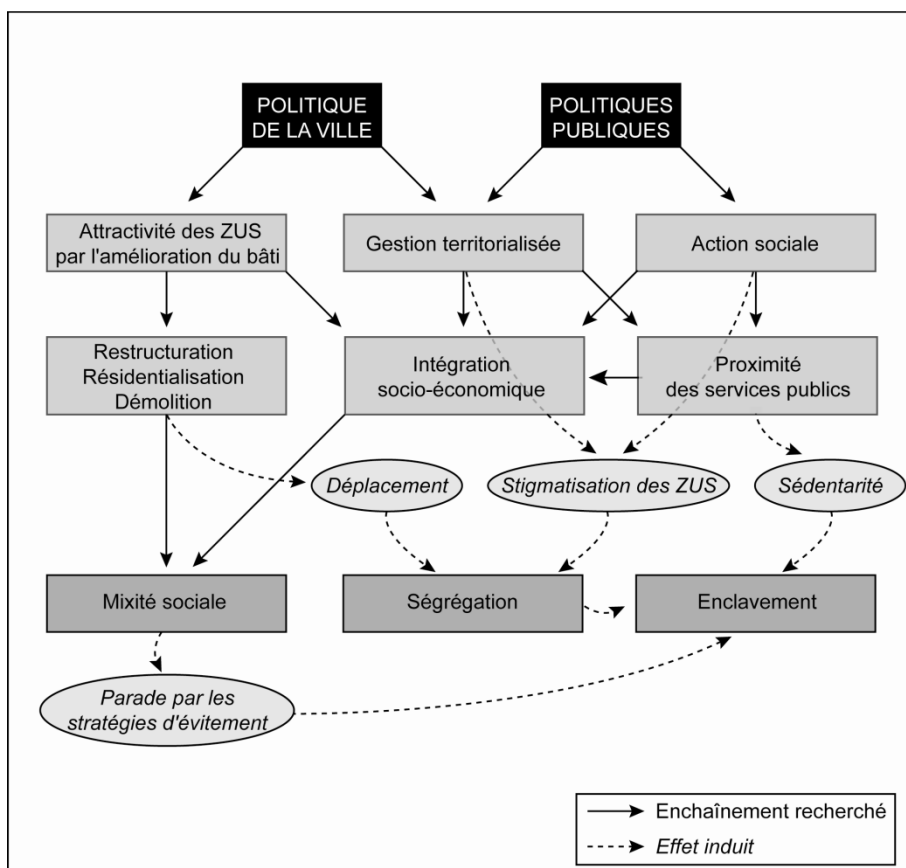 POLITIQUE
DE LA VILLE
POLITIQUES
PUBLIQUES
Attractivité des ZUS
par l'amélioration du bâti
Gestion territorialisée
Action sociale
Restructuration
Résidentialisation
Démolition
Intégration
socio-économique
Proximité
des services publics
Déplacement
Stigmatisation des ZUS
Sédentarité
Mixité sociale
Ségrégation
Enclavement
Parade par les
stratégies d'évitement
Enchaînement recherché
Effet induit